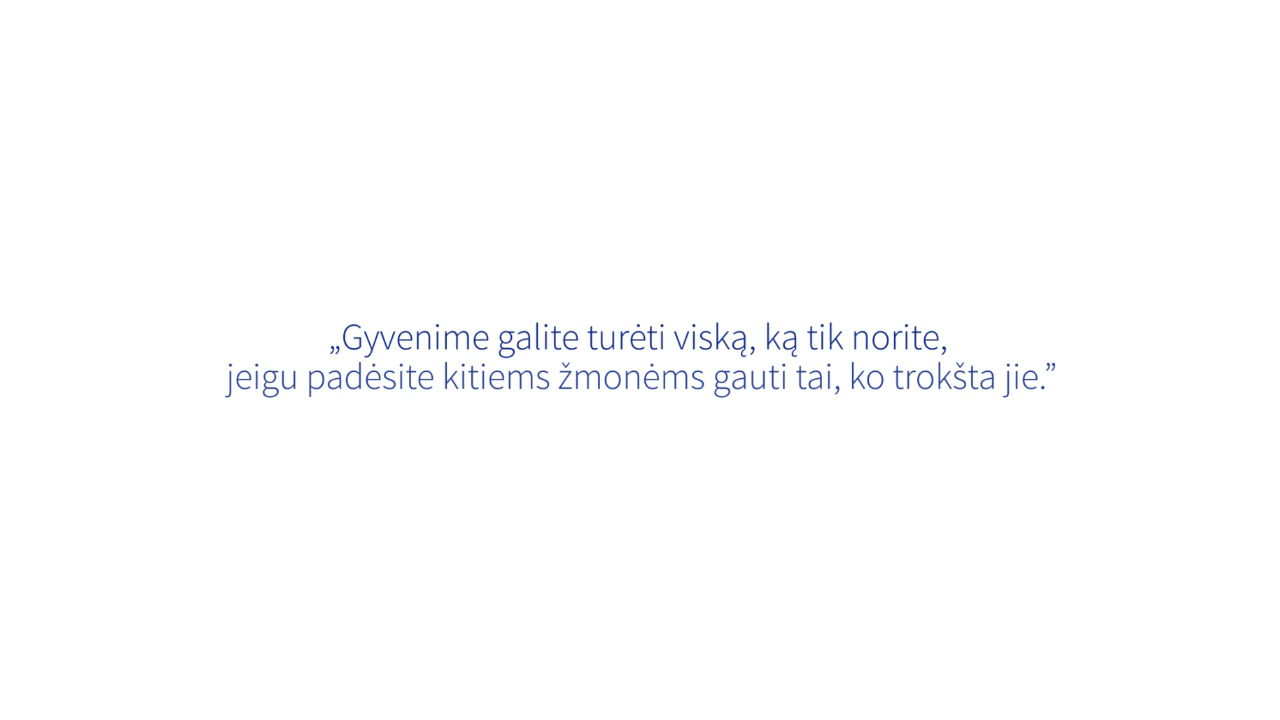 „Gyvenime galite turėti viską, ką tik norite,
jeigu padėsite kitiems žmonėms gauti tai, ko trokšta jie.”